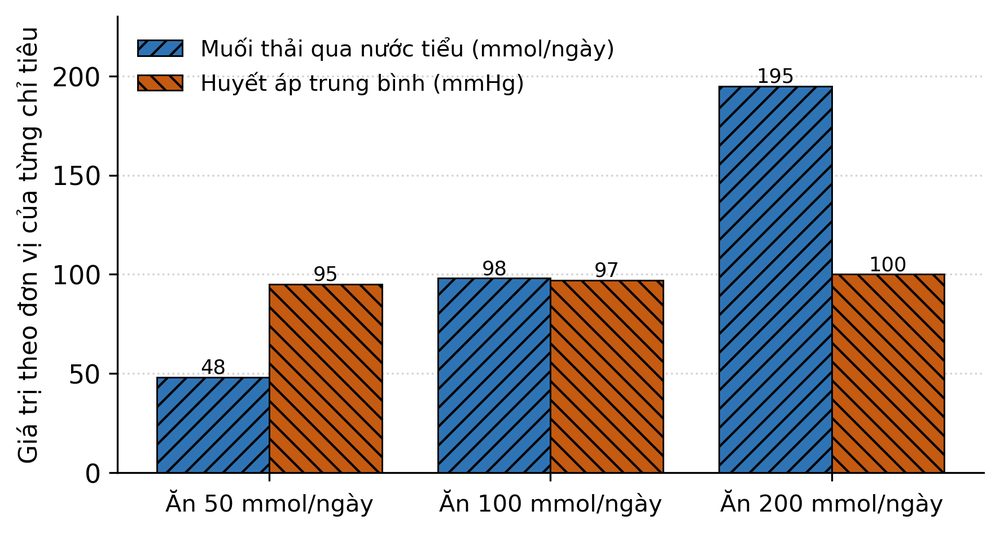 Giá trị theo đơn vị của từng chỉ tiêu
Muối thải qua nước tiểu (mmol/ngày)
Huyết áp trung bình (mmHg)
200
150
100
50
0
48
95
98
97
195
100
Ăn 50 mmol/ngày
Ăn 100 mmol/ngày
Ăn 200 mmol/ngày